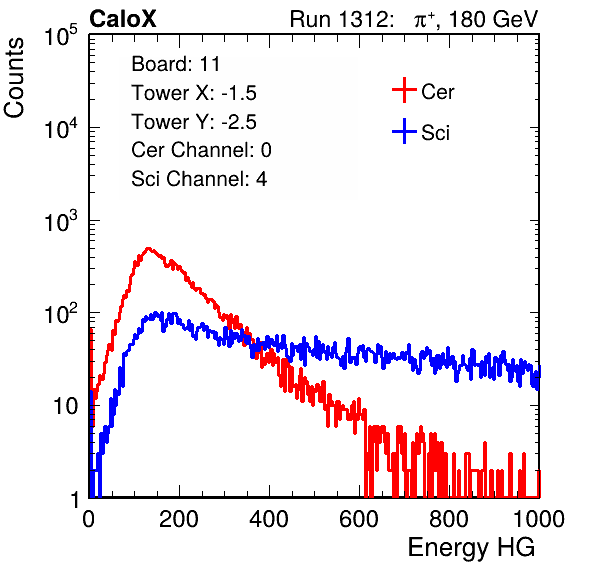 CaloX Run 1312: π⁺, 180 GeV
Counts
10⁵
10⁴
10³
10²
10
1
Board: 11
Tower X: -1.5
Tower Y: -2.5
Cer Channel: 0
Sci Channel: 4
Cer
Sci
0 200 400 600 800 1000
Energy HG